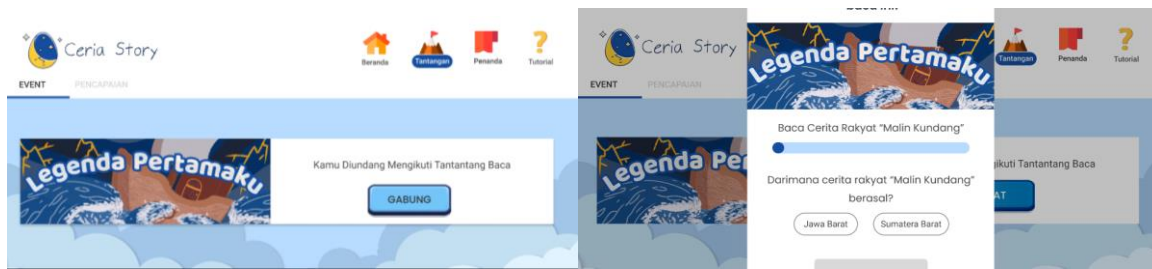 Ceria Story
Beranda
Tantangan
Penanda
Tutorial
EVENT
PENCAPAIAN
Legenda Pertamaku
Kamu Diundang Mengikuti Tantantang Baca
GABUNG
Ceria Story
Tantangan
Penanda
Tutorial
EVENT
PENCAPAIAN
Legenda Pertamaku
Baca Cerita Rakyat "Malin Kundang"
Darimana cerita rakyat "Malin Kundang"
berasal?
Jawa Barat
Sumatera Barat
Legenda Per
gikuti Tantantang Baca
AT